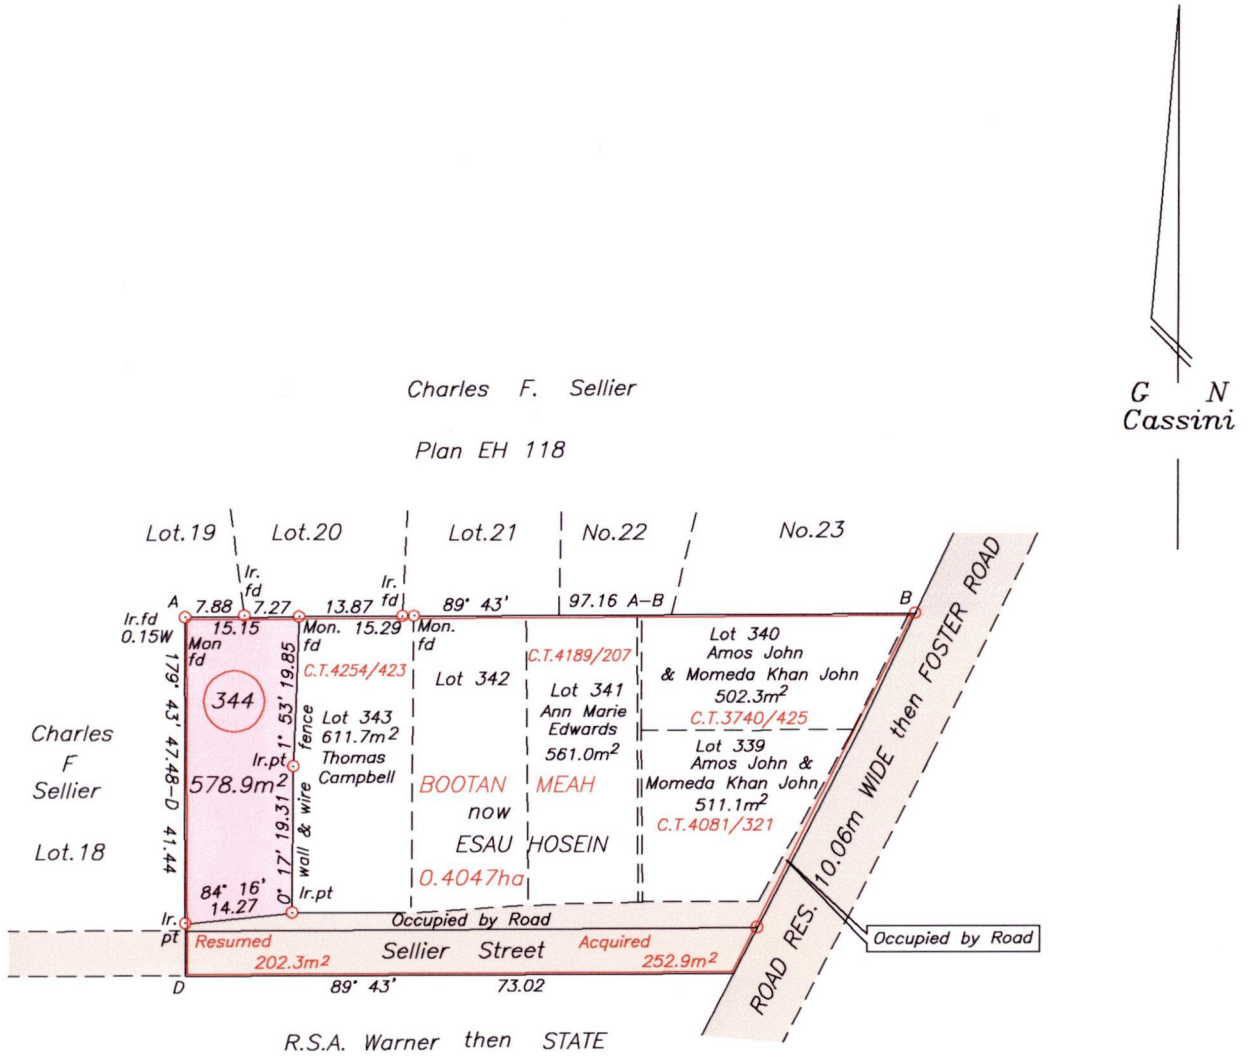 G N
Cassini
Charles F. Sellier
Plan EH 118
Lot.19
Lot.20
Lot.21
No.22
No.23
A
Ir.fd
0.15W
7.88
Ir.
fd
7.27
13.87
Ir.
fd
89° 43'
97.16 A-B
B
15.15
15.29
Mon
fd
Mon.
fd
Mon.
fd
344
578.9m²
179° 43' 47.48-D 41.44
1° 53' 19.85
Ir.pt
0° 17' 19.31
wall & wire fence
Ir.pt
84° 16'
14.27
Ir.
pt
C.T.4254/423
Lot 343
611.7m²
Thomas
Campbell
Lot 342
C.T.4189/207
Lot 341
Ann Marie
Edwards
561.0m²
BOOTAN MEAH
now
ESAU HOSEIN
0.4047ha
Lot 340
Amos John
& Momeda Khan John
502.3m²
C.T.3740/425
Lot 339
Amos John &
Momeda Khan John
511.1m²
C.T.4081/321
Charles
F
Sellier
Lot.18
ROAD RES. 10.06m WIDE then FOSTER ROAD
Occupied by Road
Occupied by Road
Resumed
202.3m²
Sellier Street
Acquired
252.9m²
D
89° 43'
73.02
R.S.A. Warner then STATE